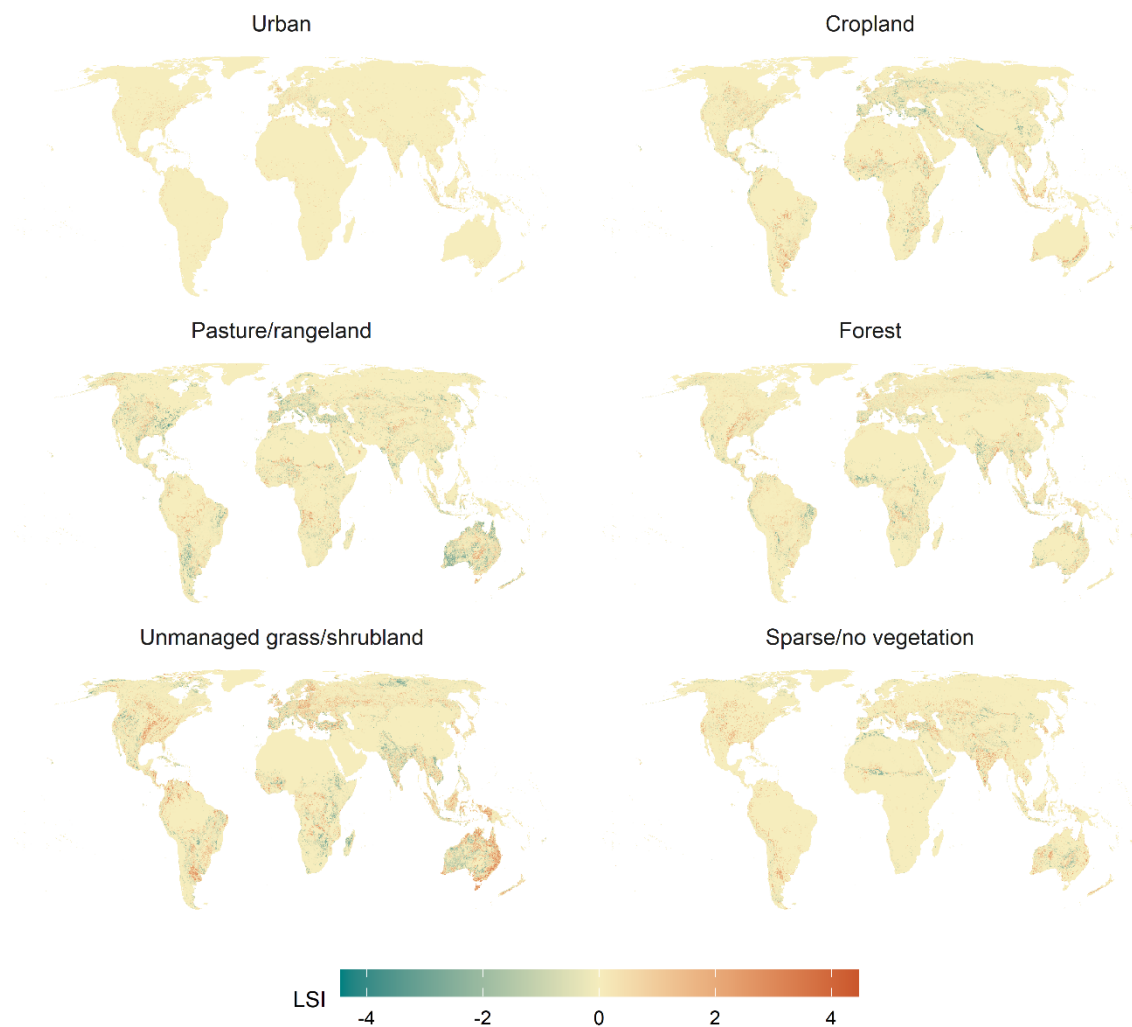 Urban
Cropland
Pasture/rangeland
Forest
Unmanaged grass/shrubland
Sparse/no vegetation
LSI
-4 -2 0 2 4